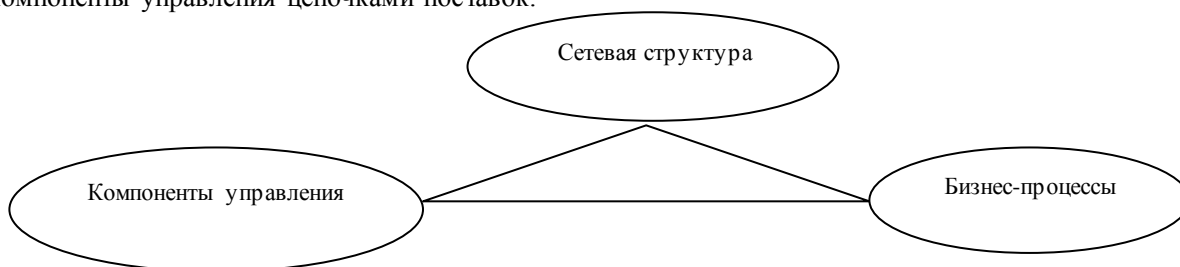 компоненты управления цепочками поставок.
Сетевая структура
Компоненты управления
Бизнес-процессы